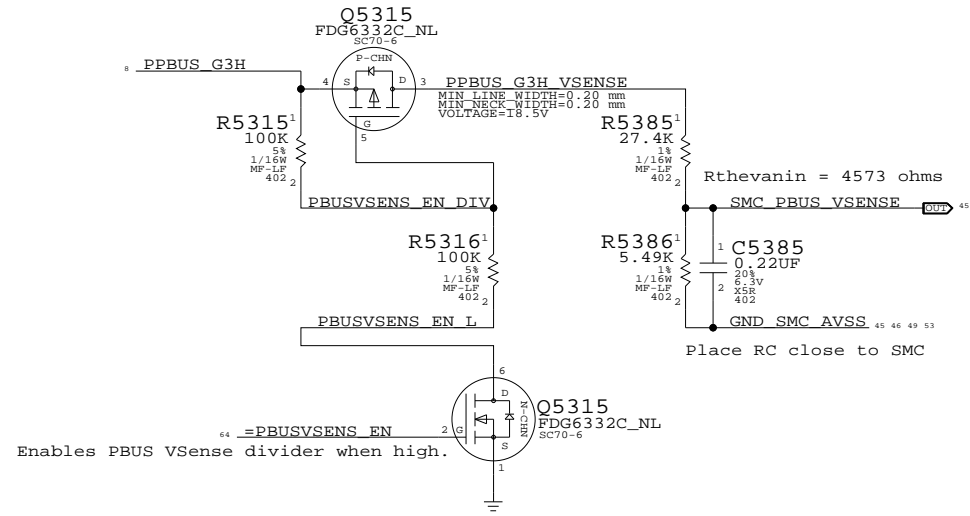 Q5315
FDG6332C_NL
SC70-6
P-CHN
8 PPBUS_G3H
4 S D 3
G
5
PPBUS_G3H_VSENSE
MIN_LINE_WIDTH=0.20 mm
MIN_NECK_WIDTH=0.20 mm
VOLTAGE=18.5V
R5315 1
100K
5%
1/16W
MF-LF
402 2
R5385 1
27.4K
1%
1/16W
MF-LF
402 2
Rthevanin = 4573 ohms
PBUSVSENS_EN_DIV
SMC_PBUS_VSENSE
OUT 45
R5316 1
100K
5%
1/16W
MF-LF
402 2
R5386 1
5.49K
1%
1/16W
MF-LF
402 2
1 C5385
0.22UF
20%
6.3V
2 X5R
402
PBUSVSENS_EN_L
GND_SMC_AVSS 45 46 49 53
Place RC close to SMC
6
D
N-CHN
Q5315
FDG6332C_NL
SC70-6
64 =PBUSVSENS_EN 2 G
S
1
Enables PBUS VSense divider when high.